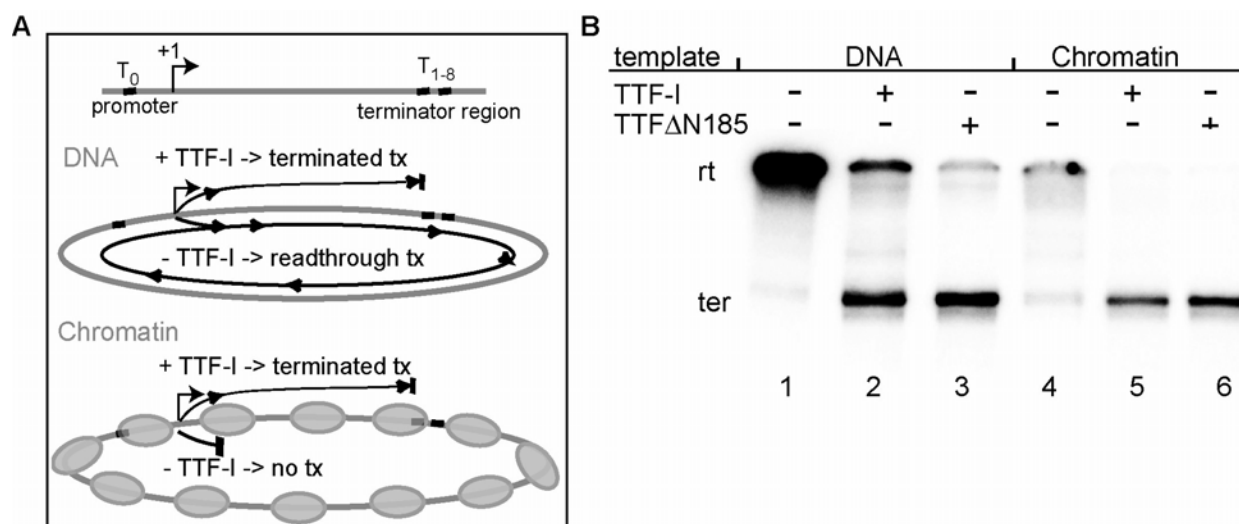 A
+1
T0
T1-8
promoter
terminator region
DNA
+ TTF-I -> terminated tx
- TTF-I -> readthrough tx
Chromatin
+ TTF-I -> terminated tx
- TTF-I -> no tx
B
template DNA Chromatin
TTF-I - + - - + -
TTFΔN185 - - + - - +
rt
ter
1 2 3 4 5 6